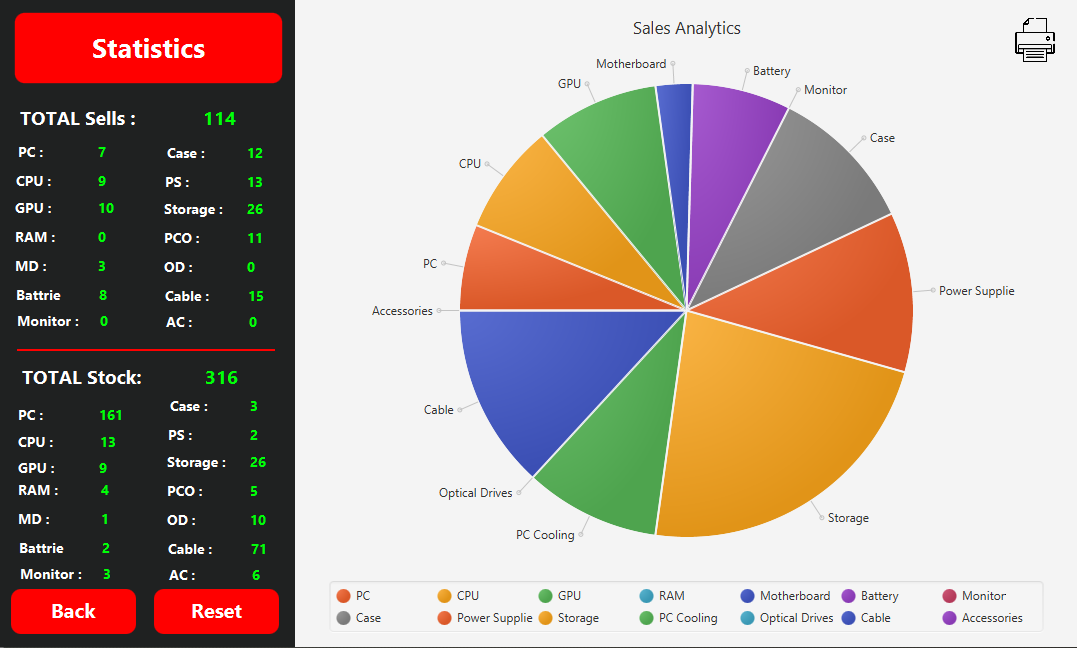 Statistics
TOTAL Sells : 114
PC : 7
CPU : 9
GPU : 10
RAM : 0
MD : 3
Battrie 8
Monitor : 0
Case : 12
PS : 13
Storage : 26
PCO : 11
OD : 0
Cable : 15
AC : 0
TOTAL Stock: 316
PC : 161
CPU : 13
GPU : 9
RAM : 4
MD : 1
Battrie 2
Monitor : 3
Case : 3
PS : 2
Storage : 26
PCO : 5
OD : 10
Cable : 71
AC : 6
Back
Reset
Sales Analytics
Motherboard
Battery
GPU
Monitor
Case
CPU
PC
Power Supplie
Accessories
Cable
Optical Drives
Storage
PC Cooling
PC CPU GPU RAM Motherboard Battery Monitor
Case Power Supplie Storage PC Cooling Optical Drives Cable Accessories